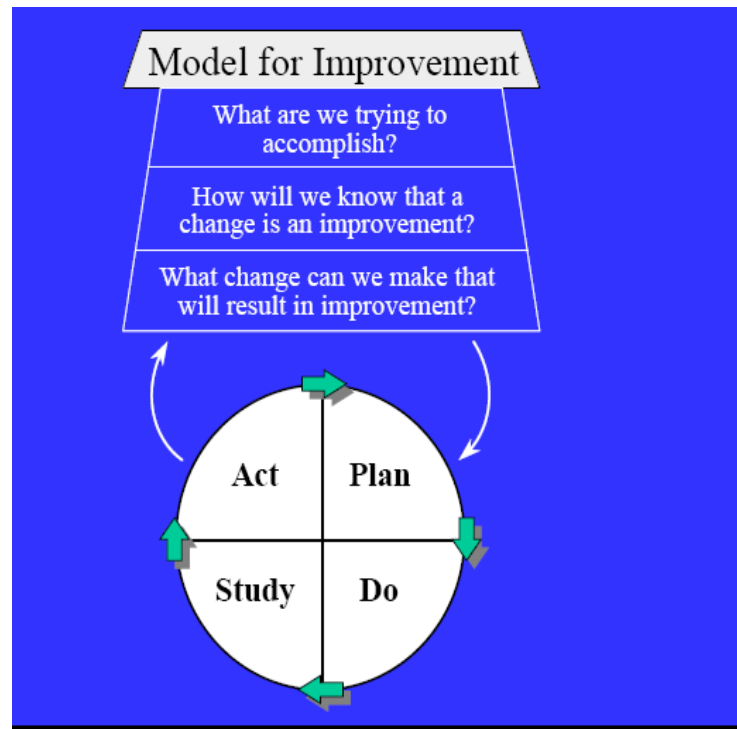 Model for Improvement
What are we trying to
accomplish?
How will we know that a
change is an improvement?
What change can we make that
will result in improvement?
Act
Plan
Study
Do